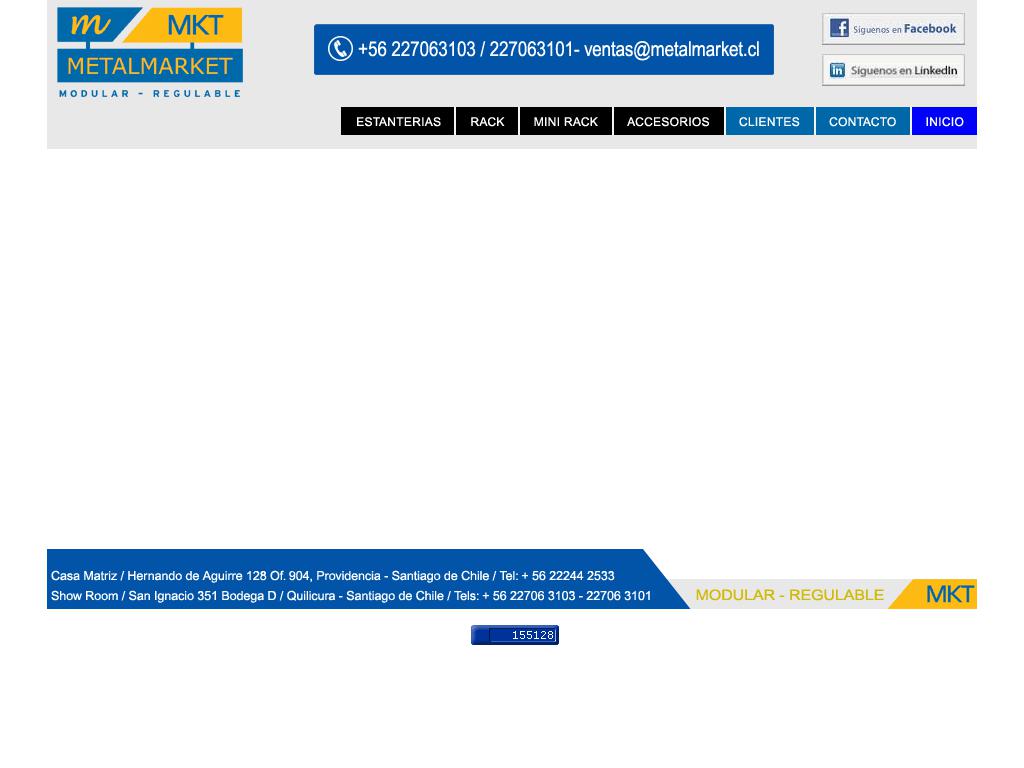 m MKT
METALMARKET
MODULAR - REGULABLE
+56 227063103 / 227063101- ventas@metalmarket.cl
Síguenos en Facebook
in Síguenos en LinkedIn
ESTANTERIAS RACK MINI RACK ACCESORIOS CLIENTES CONTACTO INICIO
Casa Matriz / Hernando de Aguirre 128 Of. 904, Providencia - Santiago de Chile / Tel: + 56 22244 2533
Show Room / San Ignacio 351 Bodega D / Quilicura - Santiago de Chile / Tels: + 56 22706 3103 - 22706 3101
MODULAR - REGULABLE MKT
155128